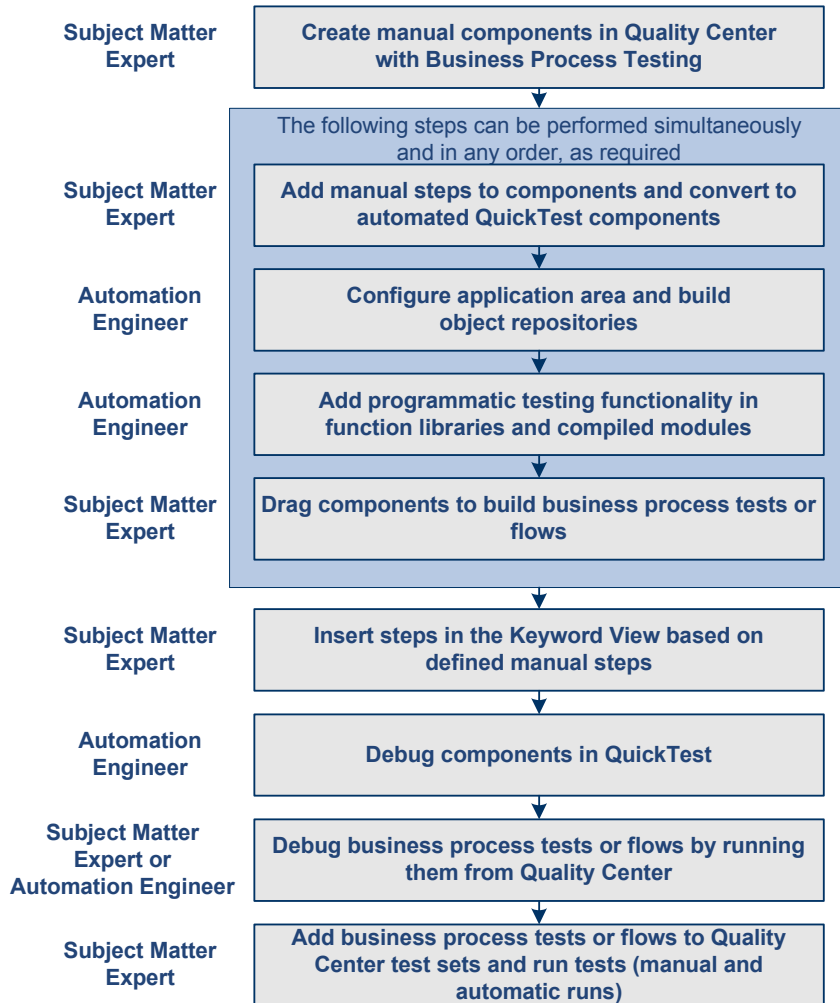 Subject Matter
Expert
Create manual components in Quality Center
with Business Process Testing
The following steps can be performed simultaneously
and in any order, as required
Subject Matter
Expert
Add manual steps to components and convert to
automated QuickTest components
Automation
Engineer
Configure application area and build
object repositories
Automation
Engineer
Add programmatic testing functionality in
function libraries and compiled modules
Subject Matter
Expert
Drag components to build business process tests or
flows
Subject Matter
Expert
Insert steps in the Keyword View based on
defined manual steps
Automation
Engineer
Debug components in QuickTest
Subject Matter
Expert or
Automation Engineer
Debug business process tests or flows by running
them from Quality Center
Subject Matter
Expert
Add business process tests or flows to Quality
Center test sets and run tests (manual and
automatic runs)